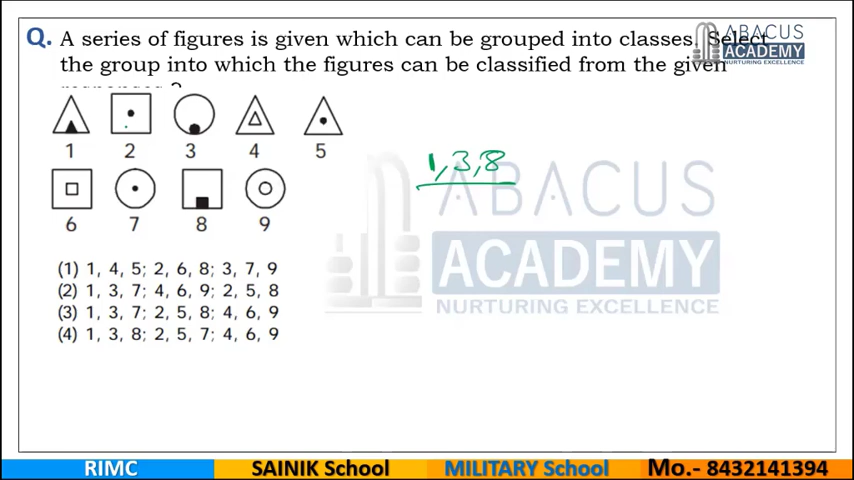 Q. A series of figures is given which can be grouped into classes. Select
the group into which the figures can be classified from the given
ABACUS
ACADEMY
NURTURING EXCELLENCE
1 2 3 4 5
1,3,8
6 7 8 9
ABACUS
ACADEMY
NURTURING EXCELLENCE
(1) 1, 4, 5; 2, 6, 8; 3, 7, 9
(2) 1, 3, 7; 4, 6, 9; 2, 5, 8
(3) 1, 3, 7; 2, 5, 8; 4, 6, 9
(4) 1, 3, 8; 2, 5, 7; 4, 6, 9
RIMC SAINIK School MILITARY School Mo.- 8432141394